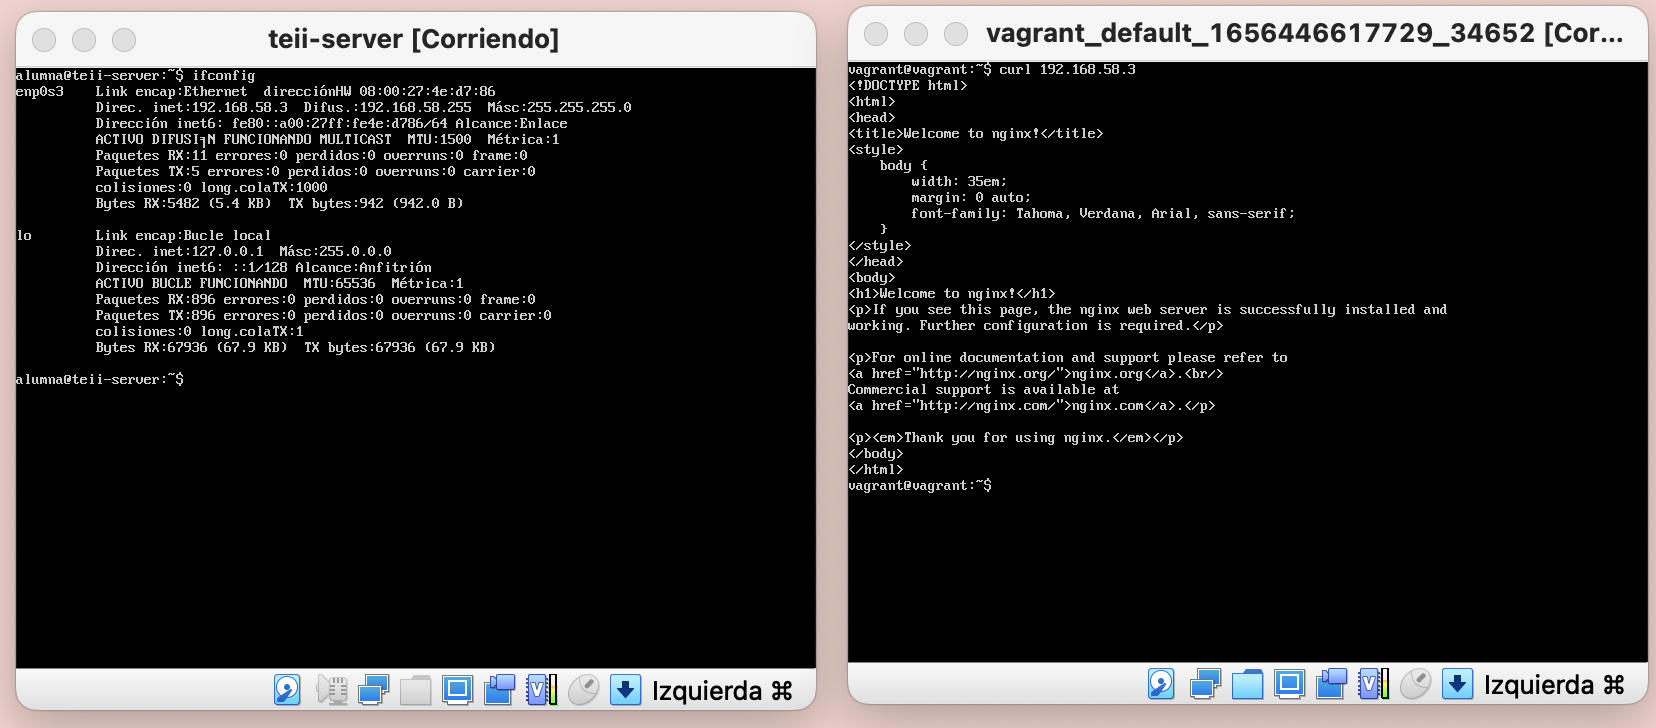 teii-server [Corriendo]
alumna@teii-server:~$ ifconfig
enp0s3    Link encap:Ethernet  direcciónHW 08:00:27:4e:d7:86
          Direc. inet:192.168.58.3  Difus.:192.168.58.255  Másc:255.255.255.0
          Dirección inet6: fe80::a00:27ff:fe4e:d786/64 Alcance:Enlace
          ACTIVO DIFUSI╗N FUNCIONANDO MULTICAST  MTU:1500  Métrica:1
          Paquetes RX:11 errores:0 perdidos:0 overruns:0 frame:0
          Paquetes TX:5 errores:0 perdidos:0 overruns:0 carrier:0
          colisiones:0 long.colaTX:1000
          Bytes RX:5482 (5.4 KB)  TX bytes:942 (942.0 B)
lo        Link encap:Bucle local
          Direc. inet:127.0.0.1  Másc:255.0.0.0
          Dirección inet6: ::1/128 Alcance:Anfitrión
          ACTIVO BUCLE FUNCIONANDO  MTU:65536  Métrica:1
          Paquetes RX:896 errores:0 perdidos:0 overruns:0 frame:0
          Paquetes TX:896 errores:0 perdidos:0 overruns:0 carrier:0
          colisiones:0 long.colaTX:1
          Bytes RX:67936 (67.9 KB)  TX bytes:67936 (67.9 KB)
alumna@teii-server:~$
V
Izquierda ⌘
vagrant_default_1656446617729_34652 [Cor...
vagrant@vagrant:~$ curl 192.168.58.3
<!DOCTYPE html>
<html>
<head>
<title>Welcome to nginx!</title>
<style>
    body {
        width: 35em;
        margin: 0 auto;
        font-family: Tahoma, Verdana, Arial, sans-serif;
    }
</style>
</head>
<body>
<h1>Welcome to nginx!</h1>
<p>If you see this page, the nginx web server is successfully installed and
working. Further configuration is required.</p>
<p>For online documentation and support please refer to
<a href="http://nginx.org/">nginx.org</a>.<br/>
Commercial support is available at
<a href="http://nginx.com/">nginx.com</a>.</p>
<p><em>Thank you for using nginx.</em></p>
</body>
</html>
vagrant@vagrant:~$
V
Izquierda ⌘